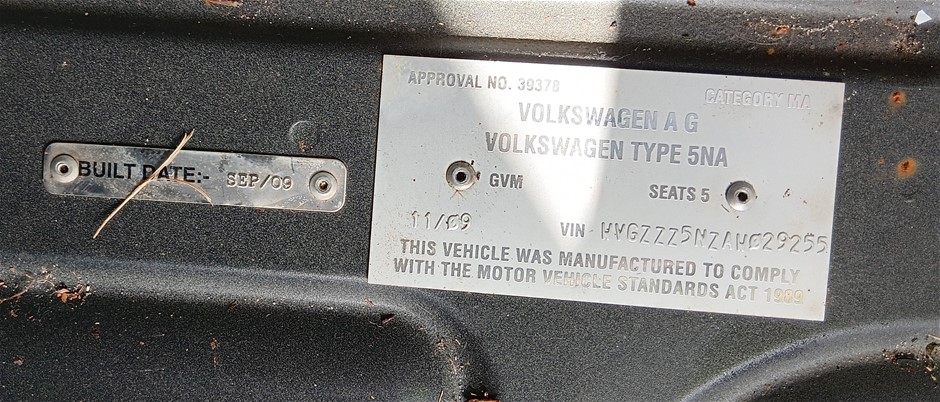 BUILT DATE:- SEP/09
APPROVAL NO. 39378
CATEGORY MA
VOLKSWAGEN A G
VOLKSWAGEN TYPE 5NA
GVM SEATS 5
11/09 VIN WVGZZZ5NZAW029255
THIS VEHICLE WAS MANUFACTURED TO COMPLY
WITH THE MOTOR VEHICLE STANDARDS ACT 1989